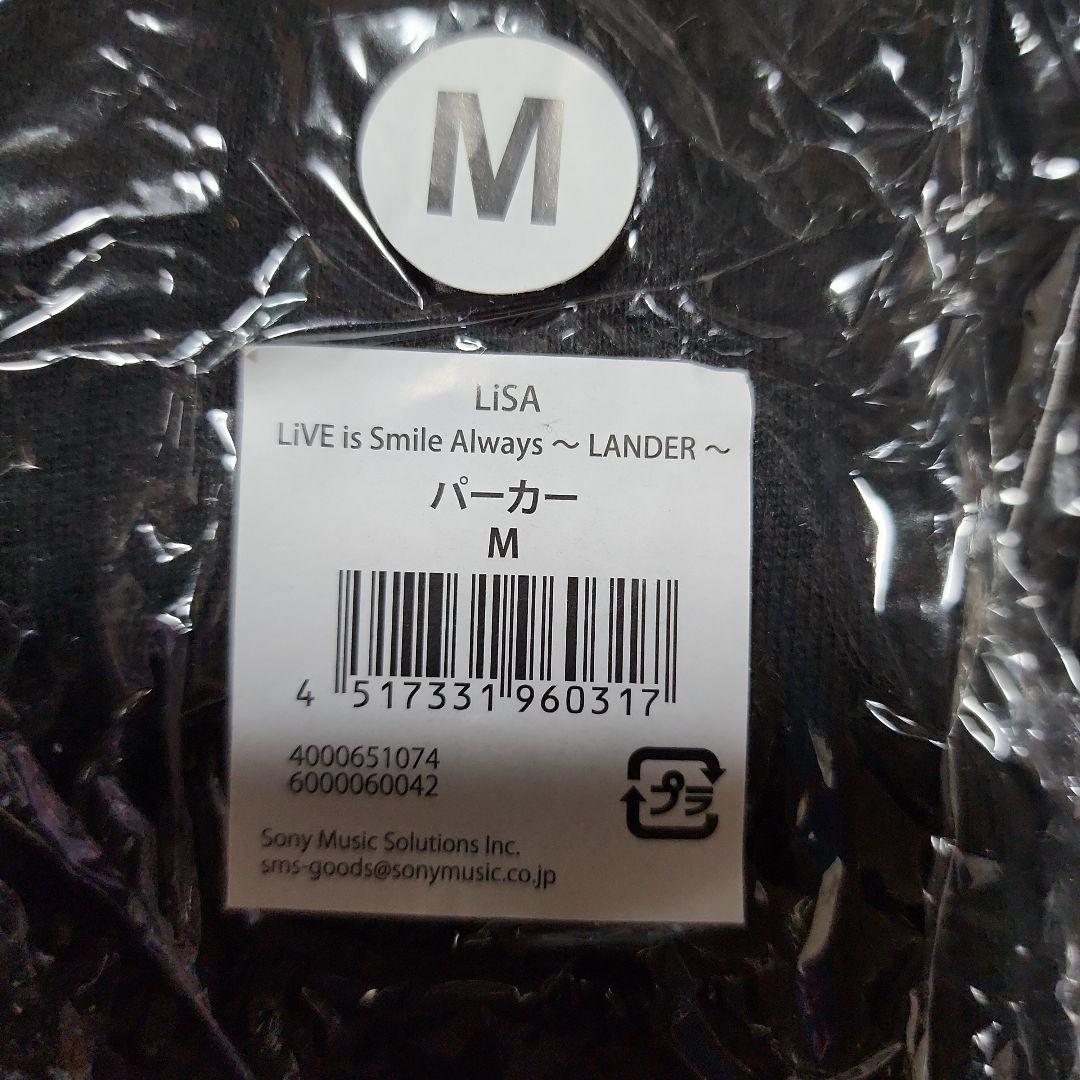 M
LiSA
LiVE is Smile Always ～ LANDER ～
パーカー
M
4 517331 960317
4000651074
6000060042
プラ
Sony Music Solutions Inc.
sms-goods@sonymusic.co.jp